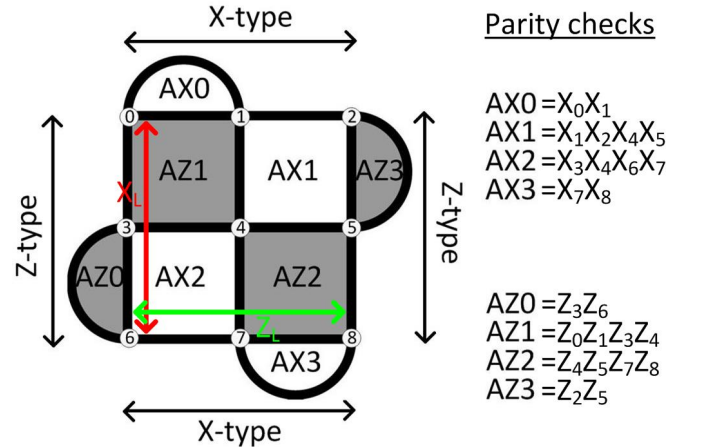 X-type
Parity checks
AX0
0 1 2
AZ1 AX1 AZ3
X_L
AX0=X₀X₁
AX1=X₁X₂X₄X₅
AX2=X₃X₄X₆X₇
AX3=X₇X₈
Z-type
Z-type
3 4 5
AZ0 AX2 AZ2
Z_L
6 7 8
AX3
AZ0=Z₃Z₆
AZ1=Z₀Z₁Z₃Z₄
AZ2=Z₄Z₅Z₇Z₈
AZ3=Z₂Z₅
X-type